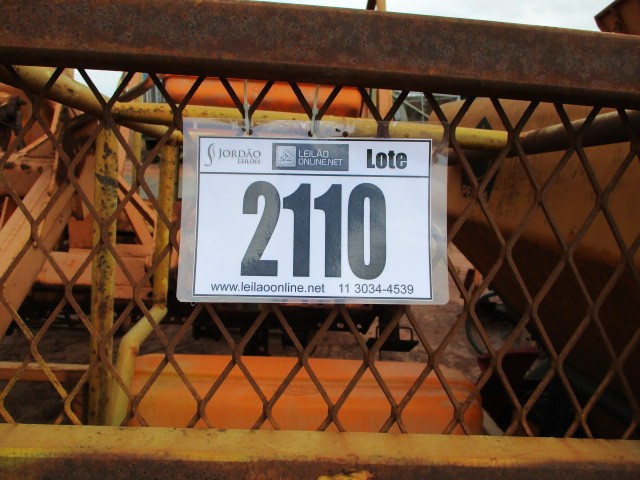 JORDÃO LEILÕES LEILÃO ONLINE.NET Lote
2110
www.leilaoonline.net 11 3034-4539